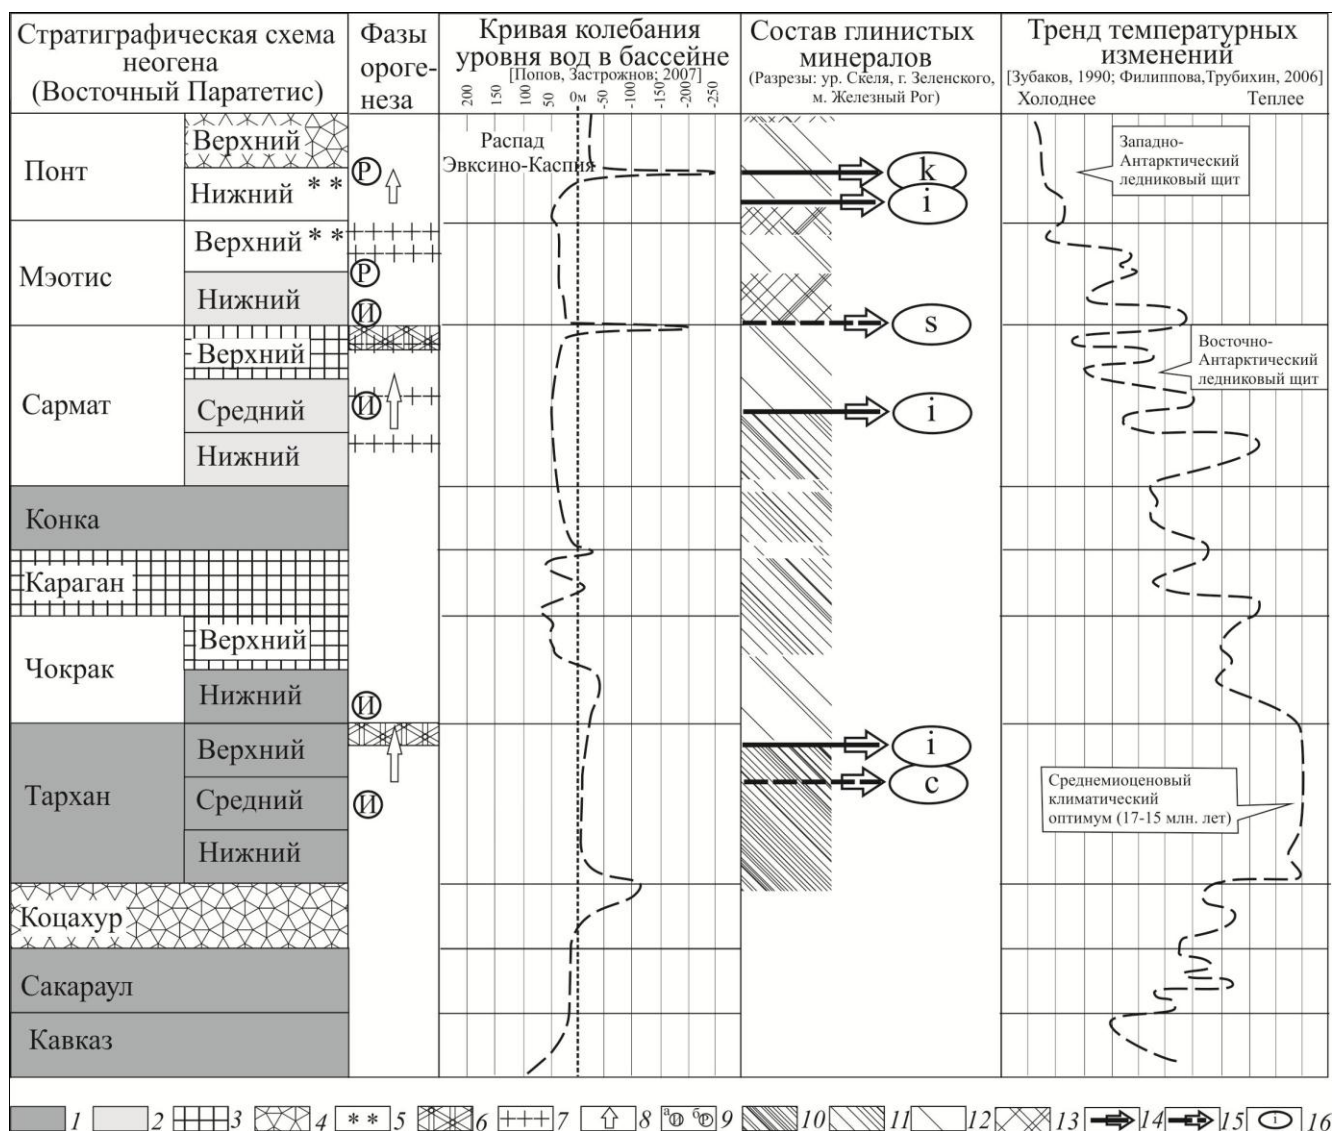 Стратиграфическая схема
неогена
(Восточный Паратетис)
Фазы
ороге-
неза
Кривая колебания
уровня вод в бассейне
[Попов, Застрожнов; 2007]
200
150
100
50
0м
-50
-100
-150
-200
-250
Состав глинистых
минералов
(Разрезы: ур. Скеля, г. Зеленского,
м. Железный Рог)
Тренд температурных
изменений
[Зубаков, 1990; Филиппова,Трубихин, 2006]
Холоднее
Теплее
Понт
Верхний
Нижний * *
Р
Распад
Эвксино-Каспия
k
i
Западно-
Антарктический
ледниковый щит
Мэотис
Верхний * *
Нижний
Р
И
s
Сармат
Верхний
Средний
Нижний
И
i
Восточно-
Антарктический
ледниковый щит
Конка
Караган
Чокрак
Верхний
Нижний
И
Тархан
Верхний
Средний
Нижний
И
i
c
Среднемиоценовый
климатический
оптимум (17-15 млн. лет)
Коцахур
Сакараул
Кавказ
1 2 3 4 * * 5 6 7 8 а И б Р 9 10 11 12 13 14 15 i 16